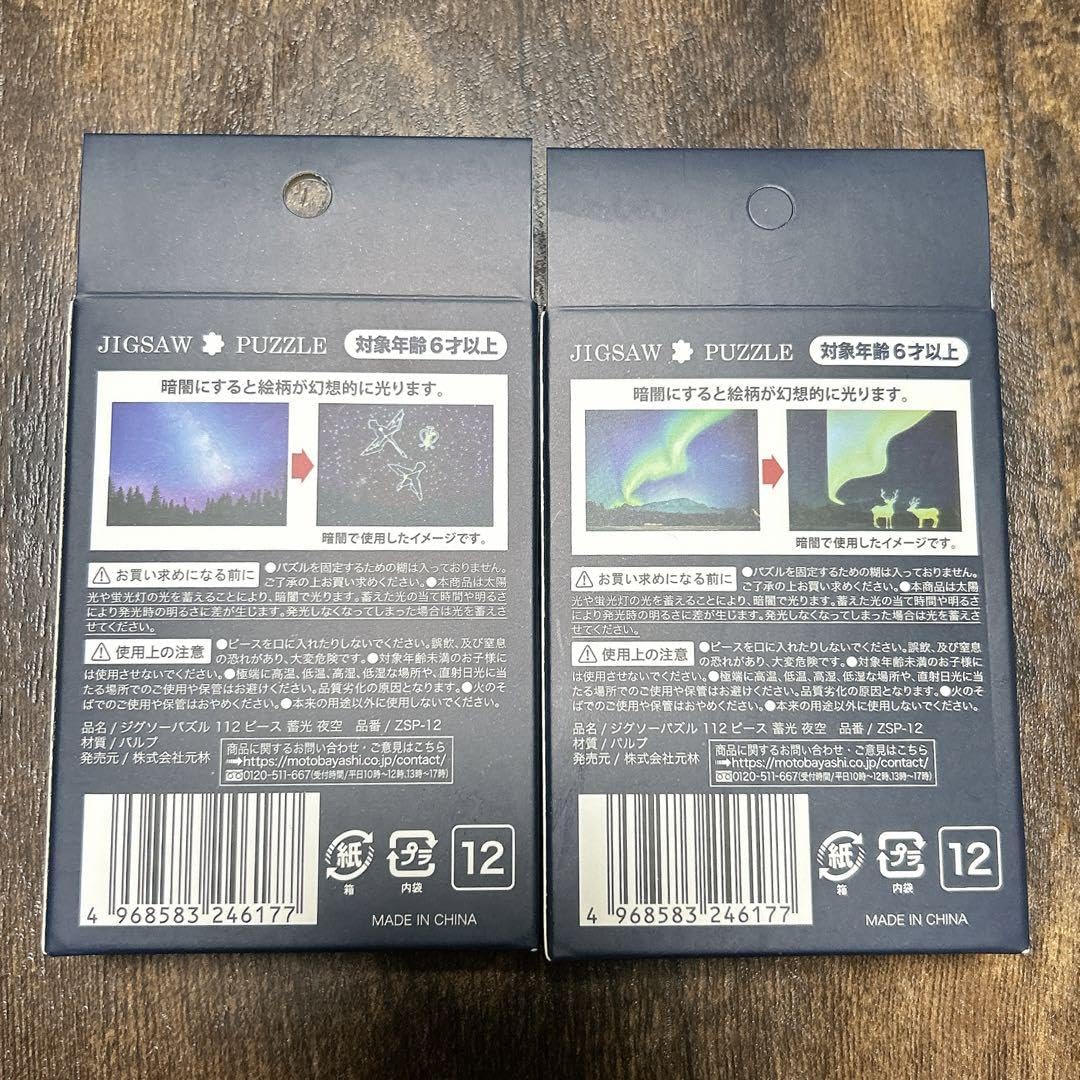 JIGSAW PUZZLE 対象年齢6才以上
暗闇にすると絵柄が幻想的に光ります。
暗闇で使用したイメージです。
お買い求めになる前に ●パズルを固定するための糊は入っておりません。
ご了承の上お買い求めください。●本商品は太陽
光や蛍光灯の光を蓄えることにより、暗闇で光ります。蓄えた光の当て時間や明るさ
により発光時の明るさに差が生じます。発光しなくなってしまった場合は光を蓄えさ
せてください。
使用上の注意 ●ピースを口に入れたりしないでください。誤飲、及び窒息
の恐れがあり、大変危険です。●対象年齢未満のお子様に
は使用させないでください。●極端に高温、低温、高湿、低湿な場所や、直射日光に当
たる場所でのご使用や保管はお避けください。品質劣化の原因となります。●火のそ
ばでのご使用や保管はおやめください。●本来の用途以外に使用しないでください。
品名 / ジグソーパズル 112ピース 蓄光 夜空 品番 / ZSP-12
材質 / パルプ
発売元 / 株式会社元林
商品に関するお問い合わせ・ご意見はこちら
https://motobayashi.co.jp/contact/
0120-511-667(受付時間/平日10時〜12時、13時〜17時)
紙
箱
プラ
内袋
12
4 968583 246177
MADE IN CHINA
JIGSAW PUZZLE 対象年齢6才以上
暗闇にすると絵柄が幻想的に光ります。
暗闇で使用したイメージです。
お買い求めになる前に ●パズルを固定するための糊は入っておりません。
ご了承の上お買い求めください。●本商品は太陽
光や蛍光灯の光を蓄えることにより、暗闇で光ります。蓄えた光の当て時間や明るさ
により発光時の明るさに差が生じます。発光しなくなってしまった場合は光を蓄えさ
せてください。
使用上の注意 ●ピースを口に入れたりしないでください。誤飲、及び窒息
の恐れがあり、大変危険です。●対象年齢未満のお子様に
は使用させないでください。●極端に高温、低温、高湿、低湿な場所や、直射日光に当
たる場所でのご使用や保管はお避けください。品質劣化の原因となります。●火のそ
ばでのご使用や保管はおやめください。●本来の用途以外に使用しないでください。
品名 / ジグソーパズル 112ピース 蓄光 夜空 品番 / ZSP-12
材質 / パルプ
発売元 / 株式会社元林
商品に関するお問い合わせ・ご意見はこちら
https://motobayashi.co.jp/contact/
0120-511-667(受付時間/平日10時〜12時、13時〜17時)
紙
箱
プラ
内袋
12
4 968583 246177
MADE IN CHINA